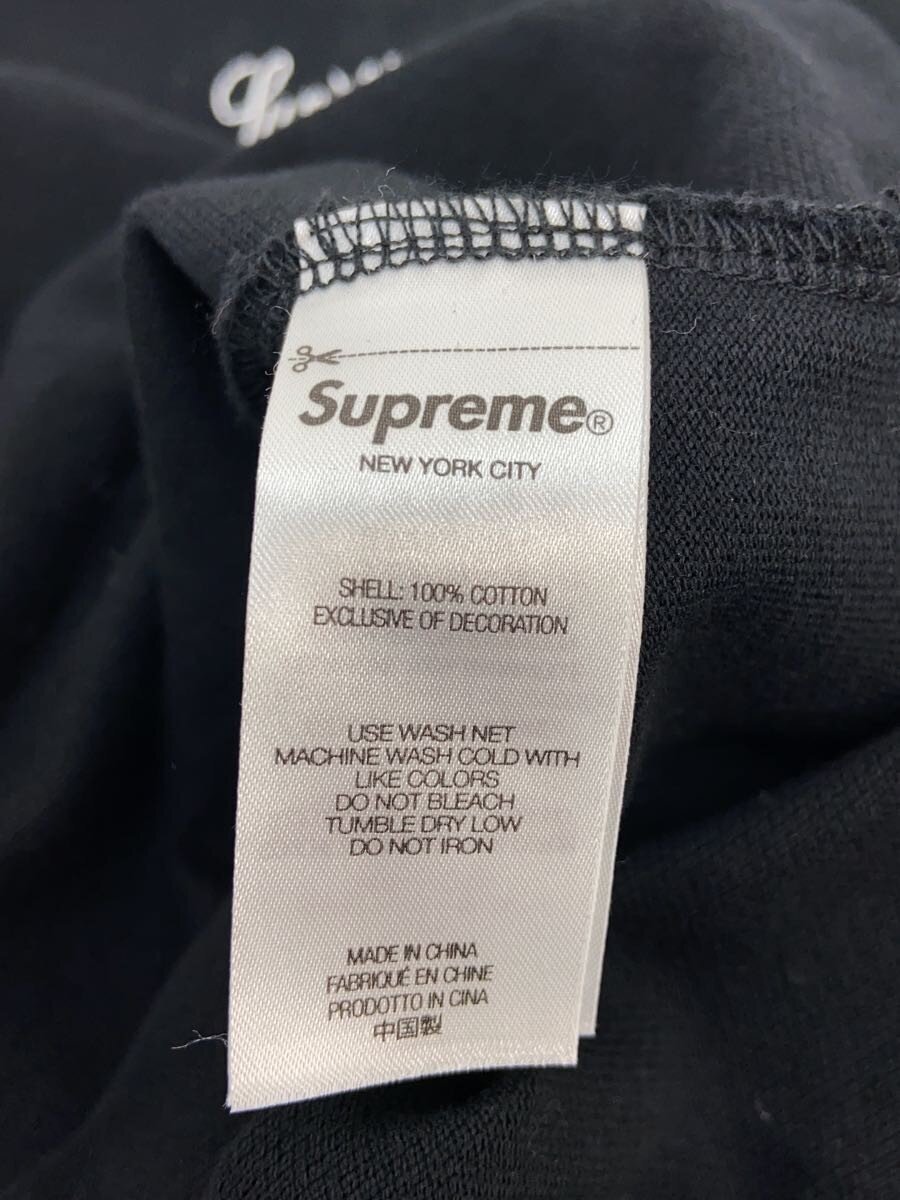 Supreme®
NEW YORK CITY
SHELL: 100% COTTON
EXCLUSIVE OF DECORATION
USE WASH NET
MACHINE WASH COLD WITH
LIKE COLORS
DO NOT BLEACH
TUMBLE DRY LOW
DO NOT IRON
MADE IN CHINA
FABRIQUÉ EN CHINE
PRODOTTO IN CINA
中国製